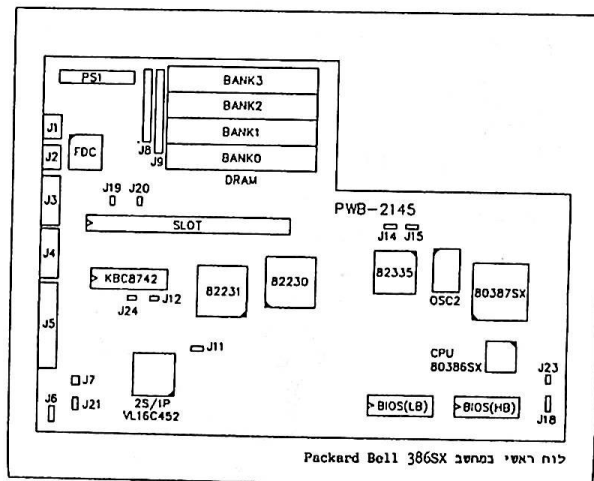 PS1
BANK3
BANK2
BANK1
BANK0
DRAM
J8
J9
J1
J2
FDC
J3
J19
J20
SLOT
PWB-2145
J14
J15
J4
KBC8742
J24
J12
82231
82230
82335
OSC2
80387SX
J5
J11
CPU
80386SX
J7
J6
J21
2S/1P
VL16C452
BIOS(LB)
BIOS(HB)
J23
J18
לוח ראשי במחשב Packard Bell 386SX